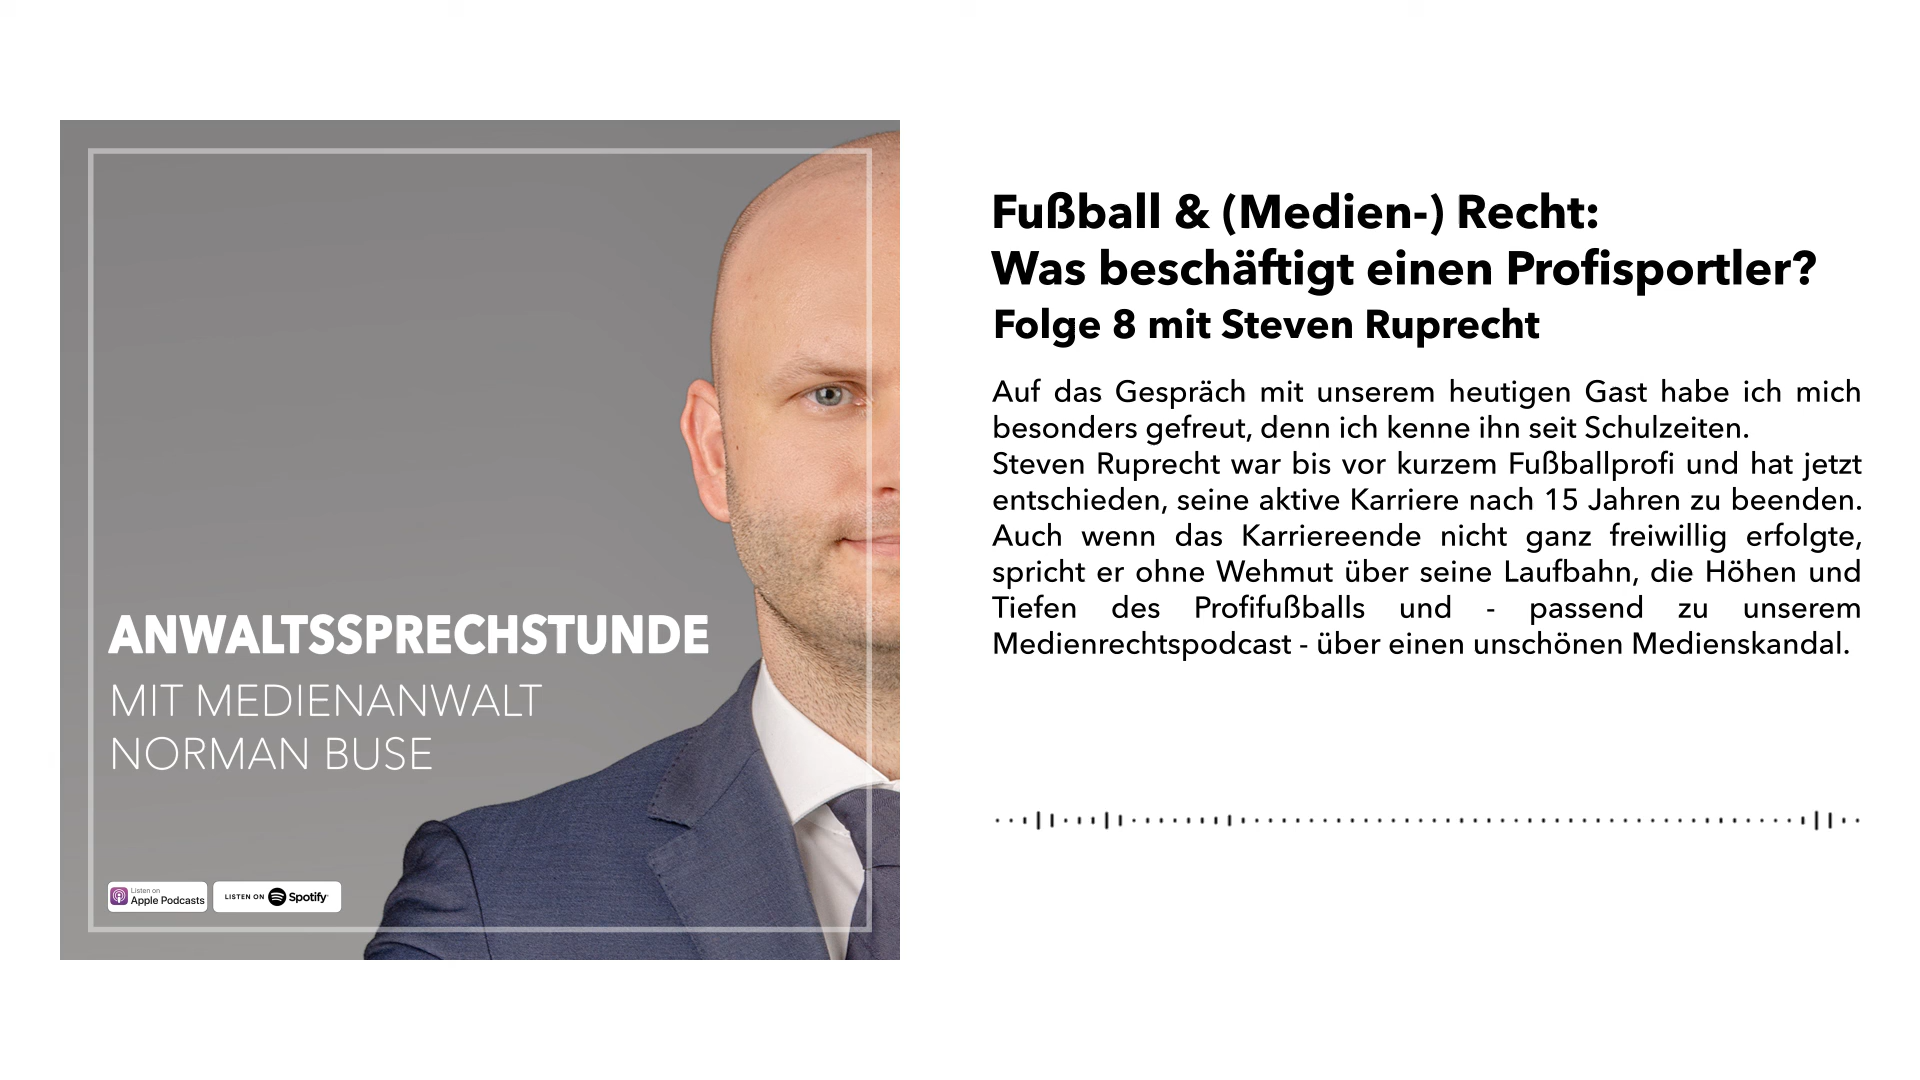 ANWALTSSPRECHSTUNDE
MIT MEDIENANWALT
NORMAN BUSE
Listen on
Apple Podcasts
LISTEN ON Spotify
Fußball & (Medien-) Recht:
Was beschäftigt einen Profisportler?
Folge 8 mit Steven Ruprecht
Auf das Gespräch mit unserem heutigen Gast habe ich mich
besonders gefreut, denn ich kenne ihn seit Schulzeiten.
Steven Ruprecht war bis vor kurzem Fußballprofi und hat jetzt
entschieden, seine aktive Karriere nach 15 Jahren zu beenden.
Auch wenn das Karriereende nicht ganz freiwillig erfolgte,
spricht er ohne Wehmut über seine Laufbahn, die Höhen und
Tiefen des Profifußballs und - passend zu unserem
Medienrechtspodcast - über einen unschönen Medienskandal.